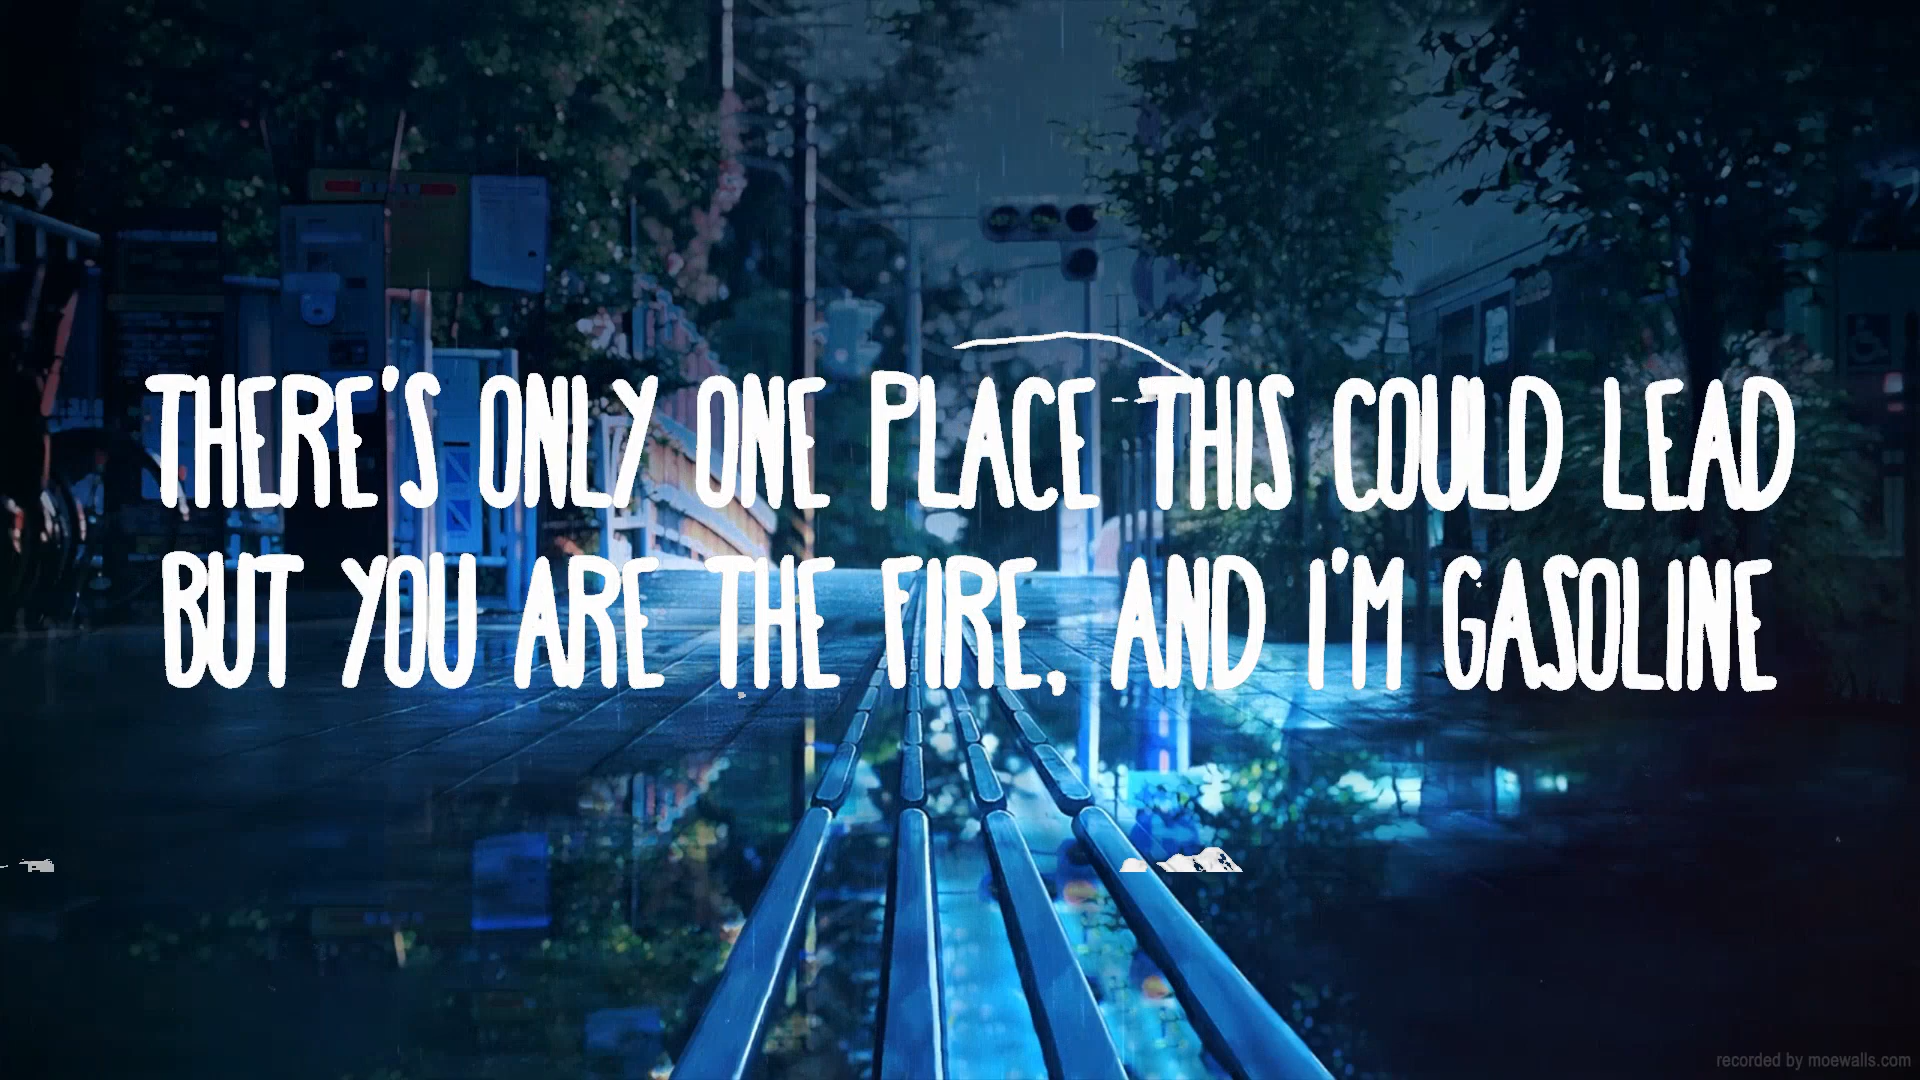 THERE'S ONLY ONE PLACE THIS COULD LEAD
BUT YOU ARE THE FIRE, AND I'M GASOLINE
recorded by moewalls.com